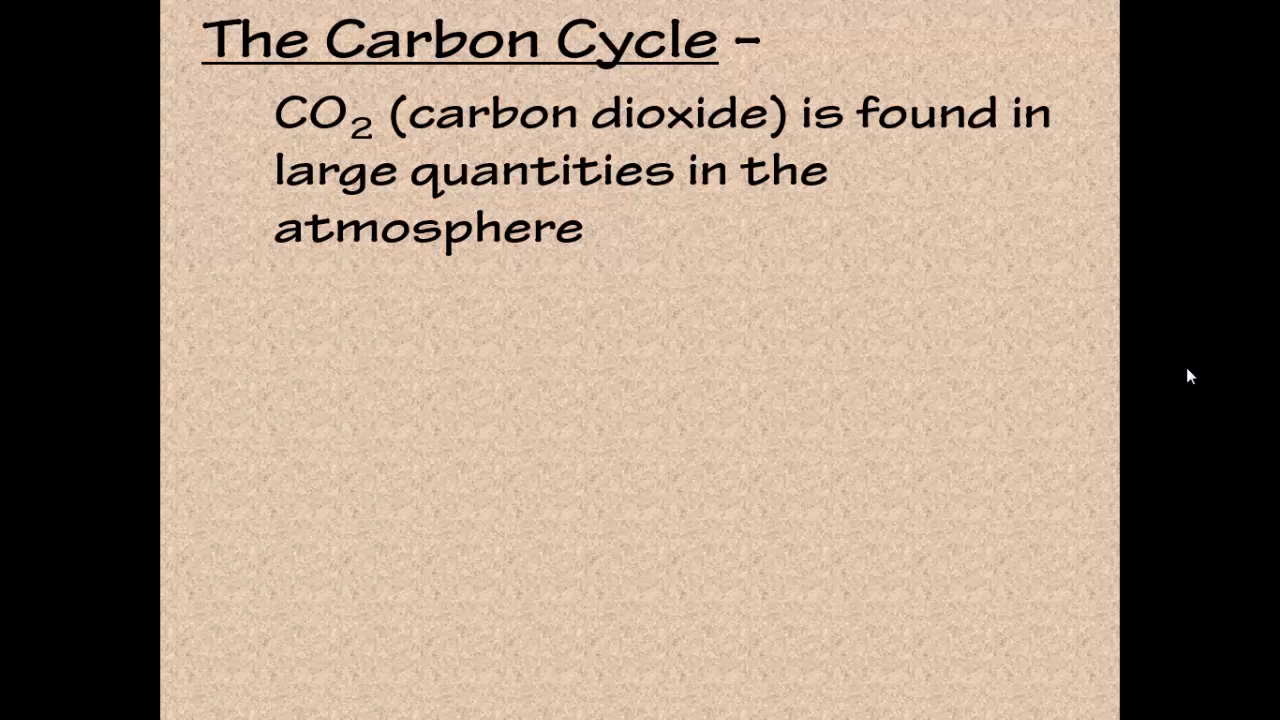 The Carbon Cycle –
CO₂ (carbon dioxide) is found in
large quantities in the
atmosphere